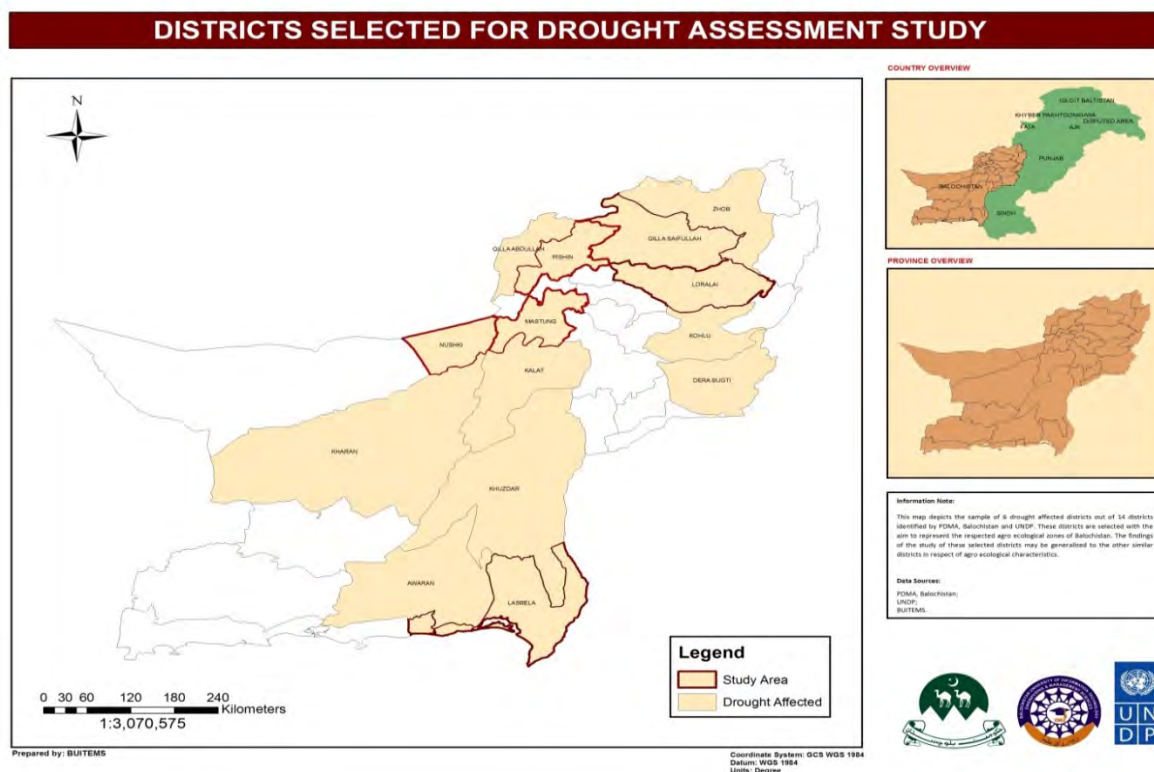 DISTRICTS SELECTED FOR DROUGHT ASSESSMENT STUDY
N
ZHOB
QILLA SAIFULLAH
QILLA ABDULLAH
PISHIN
LORALAI
MASTUNG
NUSHKI
KOHLU
KALAT
DERA BUGTI
KHARAN
KHUZDAR
AWARAN
LASBELA
Legend
Study Area
Drought Affected
0 30 60 120 180 240
Kilometers
1:3,070,575
Prepared by: BUITEMS
Coordinate System: GCS WGS 1984
Datum: WGS 1984
Units: Degree
COUNTRY OVERVIEW
GILGIT BALTISTAN
KHYBER PAKHTOONKHWA
DISPUTED AREA
FATA
AJK
PUNJAB
BALOCHISTAN
SINDH
PROVINCE OVERVIEW
Information Note:
This map depicts the sample of 6 drought affected districts out of 14 districts
identified by PDMA, Balochistan and UNDP. These districts are selected with the
aim to represent the respected agro ecological zones of Balochistan. The findings
of the study of these selected districts may be generalized to the other similar
districts in respect of agro ecological characteristics.
Data Sources:
PDMA, Balochistan;
UNDP;
BUITEMS.
U N
D P